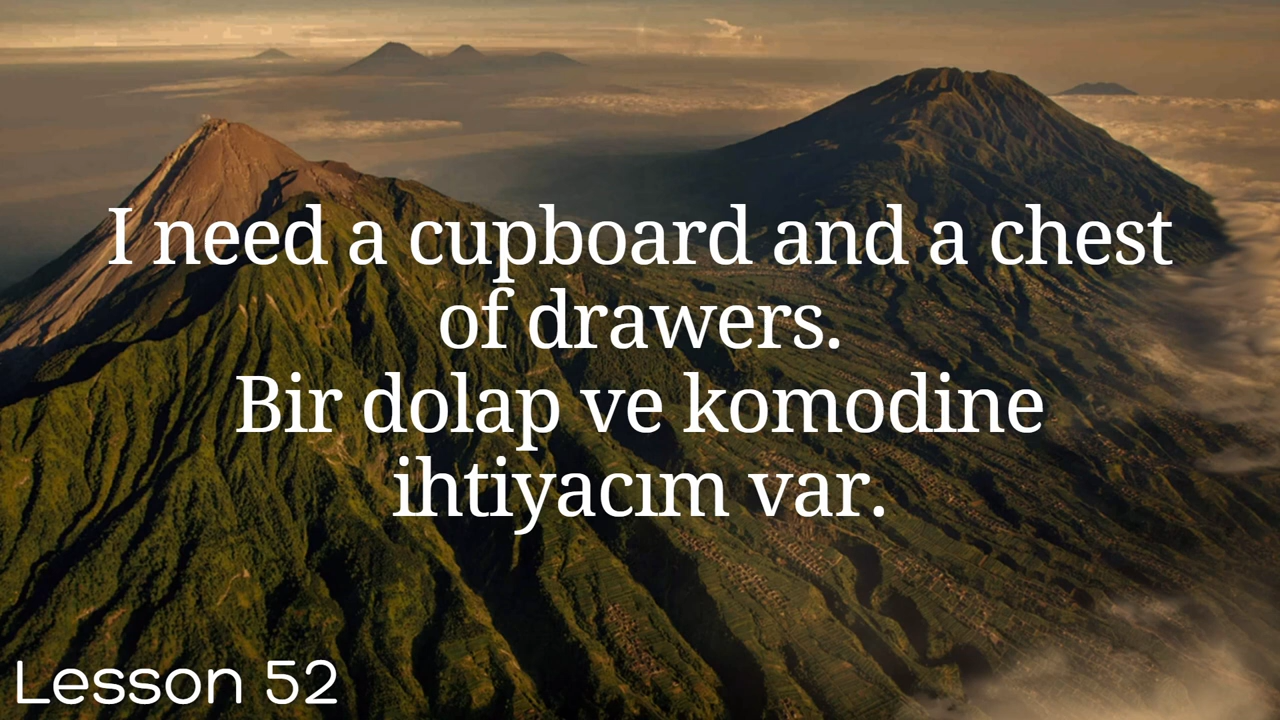 I need a cupboard and a chest
of drawers.
Bir dolap ve komodine
ihtiyacım var.
Lesson 52